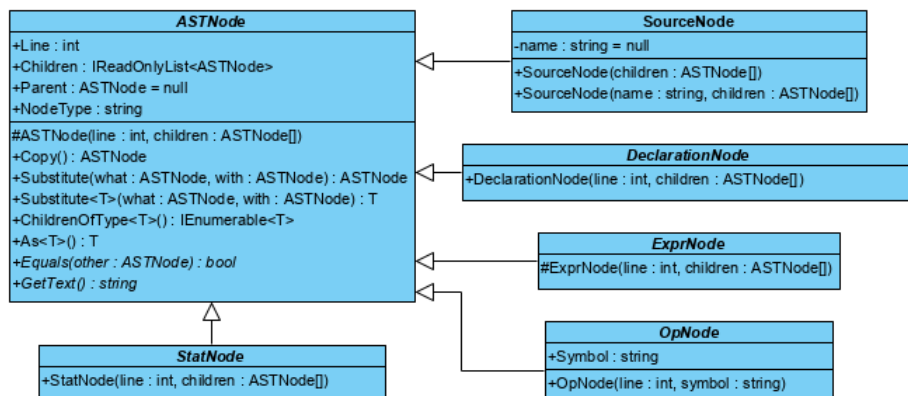 ASTNode
+Line : int
+Children : IReadOnlyList<ASTNode>
+Parent : ASTNode = null
+NodeType : string
#ASTNode(line : int, children : ASTNode[])
+Copy() : ASTNode
+Substitute(what : ASTNode, with : ASTNode) : ASTNode
+Substitute<T>(what : ASTNode, with : ASTNode) : T
+ChildrenOfType<T>() : IEnumerable<T>
+As<T>() : T
+Equals(other : ASTNode) : bool
+GetText() : string
SourceNode
-name : string = null
+SourceNode(children : ASTNode[])
+SourceNode(name : string, children : ASTNode[])
DeclarationNode
+DeclarationNode(line : int, children : ASTNode[])
ExprNode
#ExprNode(line : int, children : ASTNode[])
OpNode
+Symbol : string
+OpNode(line : int, symbol : string)
StatNode
+StatNode(line : int, children : ASTNode[])